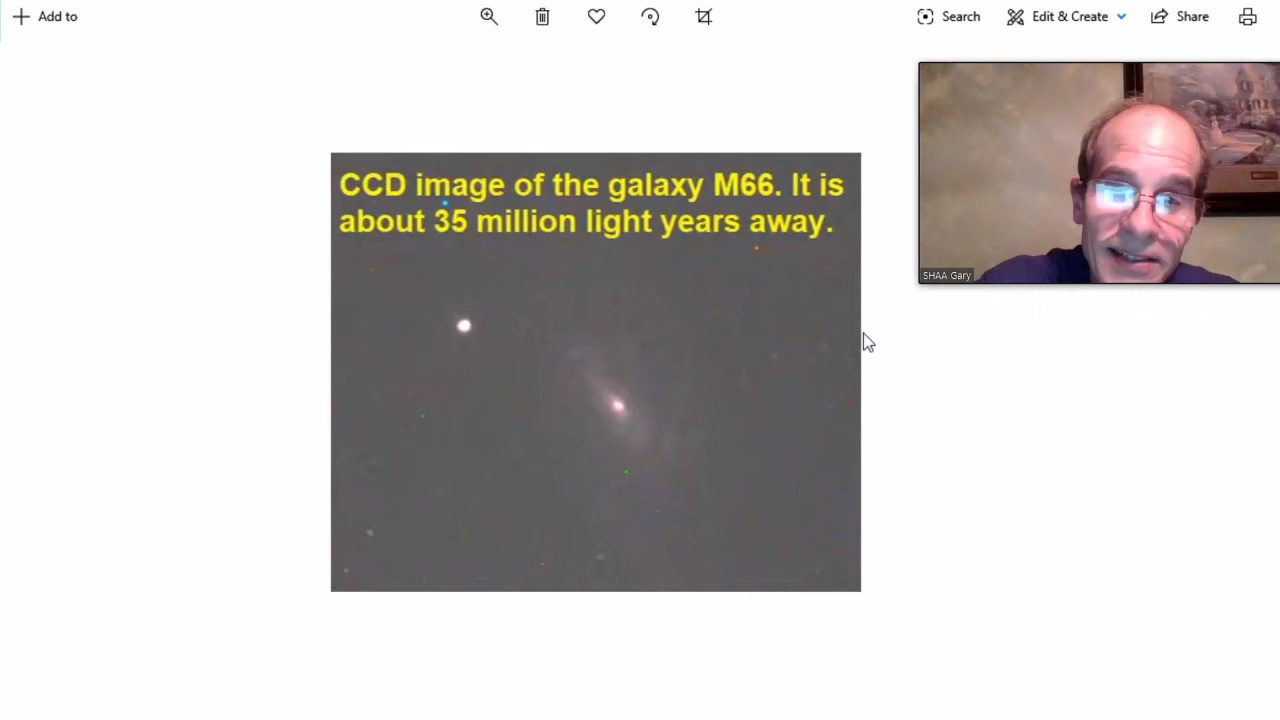 Add to
Search
Edit & Create
Share
CCD image of the galaxy M66. It is
about 35 million light years away.
SHAA Gary